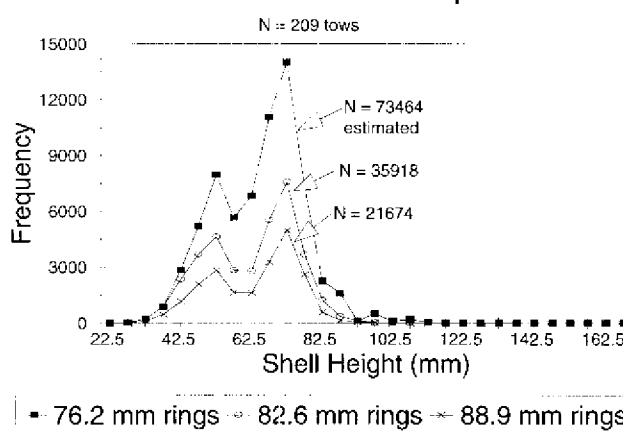 N = 209 tows
15000
12000
9000
6000
3000
0
Frequency
N = 73464
estimated
N = 35918
N = 21674
22.5 42.5 62.5 82.5 102.5 122.5 142.5 162.5
Shell Height (mm)
76.2 mm rings 82.6 mm rings 88.9 mm rings